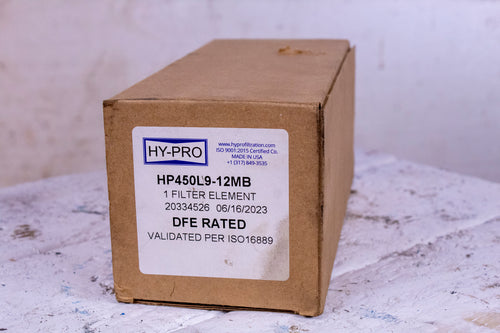 HY-PRO
www.hyprofiltration.com
ISO 9001:2015 Certified Co.
MADE IN USA
+1 (317) 849-3535
HP450L9-12MB
1 FILTER ELEMENT
20334526 06/16/2023
DFE RATED
VALIDATED PER ISO16889